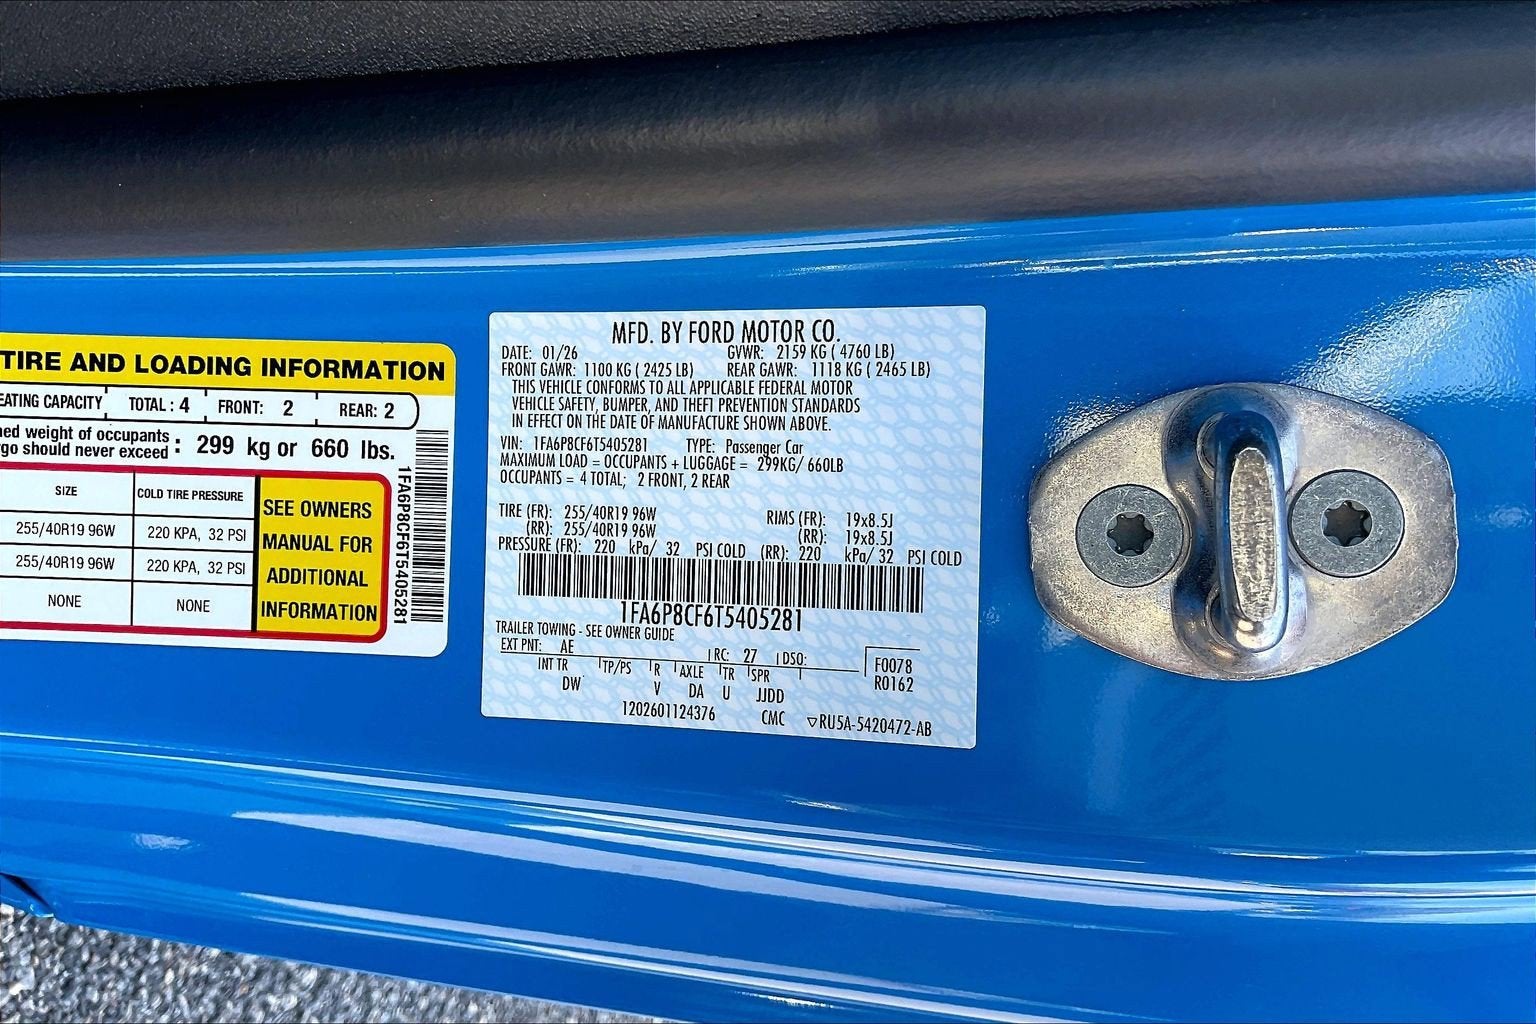 TIRE AND LOADING INFORMATION
EATING CAPACITY TOTAL : 4 FRONT: 2 REAR: 2
ned weight of occupants
rgo should never exceed : 299 kg or 660 lbs.
SIZE COLD TIRE PRESSURE
255/40R19 96W 220 KPA, 32 PSI
255/40R19 96W 220 KPA, 32 PSI
NONE NONE
SEE OWNERS
MANUAL FOR
ADDITIONAL
INFORMATION
1FA6P8CF6T5405281
MFD. BY FORD MOTOR CO.
DATE: 01/26 GVWR: 2159 KG ( 4760 LB)
FRONT GAWR: 1100 KG ( 2425 LB) REAR GAWR: 1118 KG ( 2465 LB)
THIS VEHICLE CONFORMS TO ALL APPLICABLE FEDERAL MOTOR
VEHICLE SAFETY, BUMPER, AND THEFT PREVENTION STANDARDS
IN EFFECT ON THE DATE OF MANUFACTURE SHOWN ABOVE.
VIN: 1FA6P8CF6T5405281 TYPE: Passenger Car
MAXIMUM LOAD = OCCUPANTS + LUGGAGE = 299KG/ 660LB
OCCUPANTS = 4 TOTAL; 2 FRONT, 2 REAR
TIRE (FR): 255/40R19 96W RIMS (FR): 19x8.5J
(RR): 255/40R19 96W (RR): 19x8.5J
PRESSURE (FR): 220 kPa/ 32 PSI COLD (RR): 220 kPa/ 32 PSI COLD
1FA6P8CF6T5405281
TRAILER TOWING - SEE OWNER GUIDE
EXT PNT: AE RC: 27 DSO: F0078
INT TR TP/PS R AXLE TR SPR R0162
DW V DA U JJDD
1202601124376 CMC ▽RU5A-5420472-AB